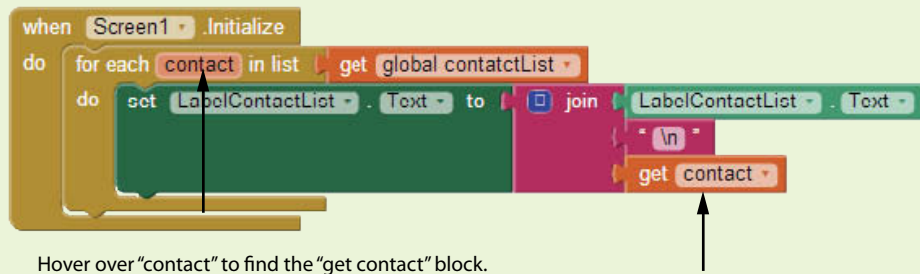 when Screen1 .Initialize
do for each contact in list get global contatctList
do set LabelContactList . Text to join LabelContactList . Text
" \n "
get contact
Hover over “contact” to find the “get contact” block.